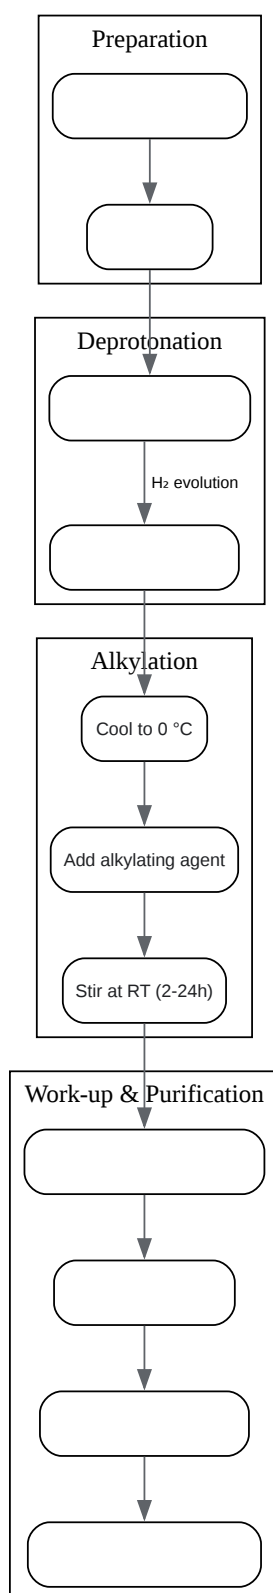 Preparation
Deprotonation
H₂ evolution
Alkylation
Cool to 0 °C
Add alkylating agent
Stir at RT (2-24h)
Work-up & Purification